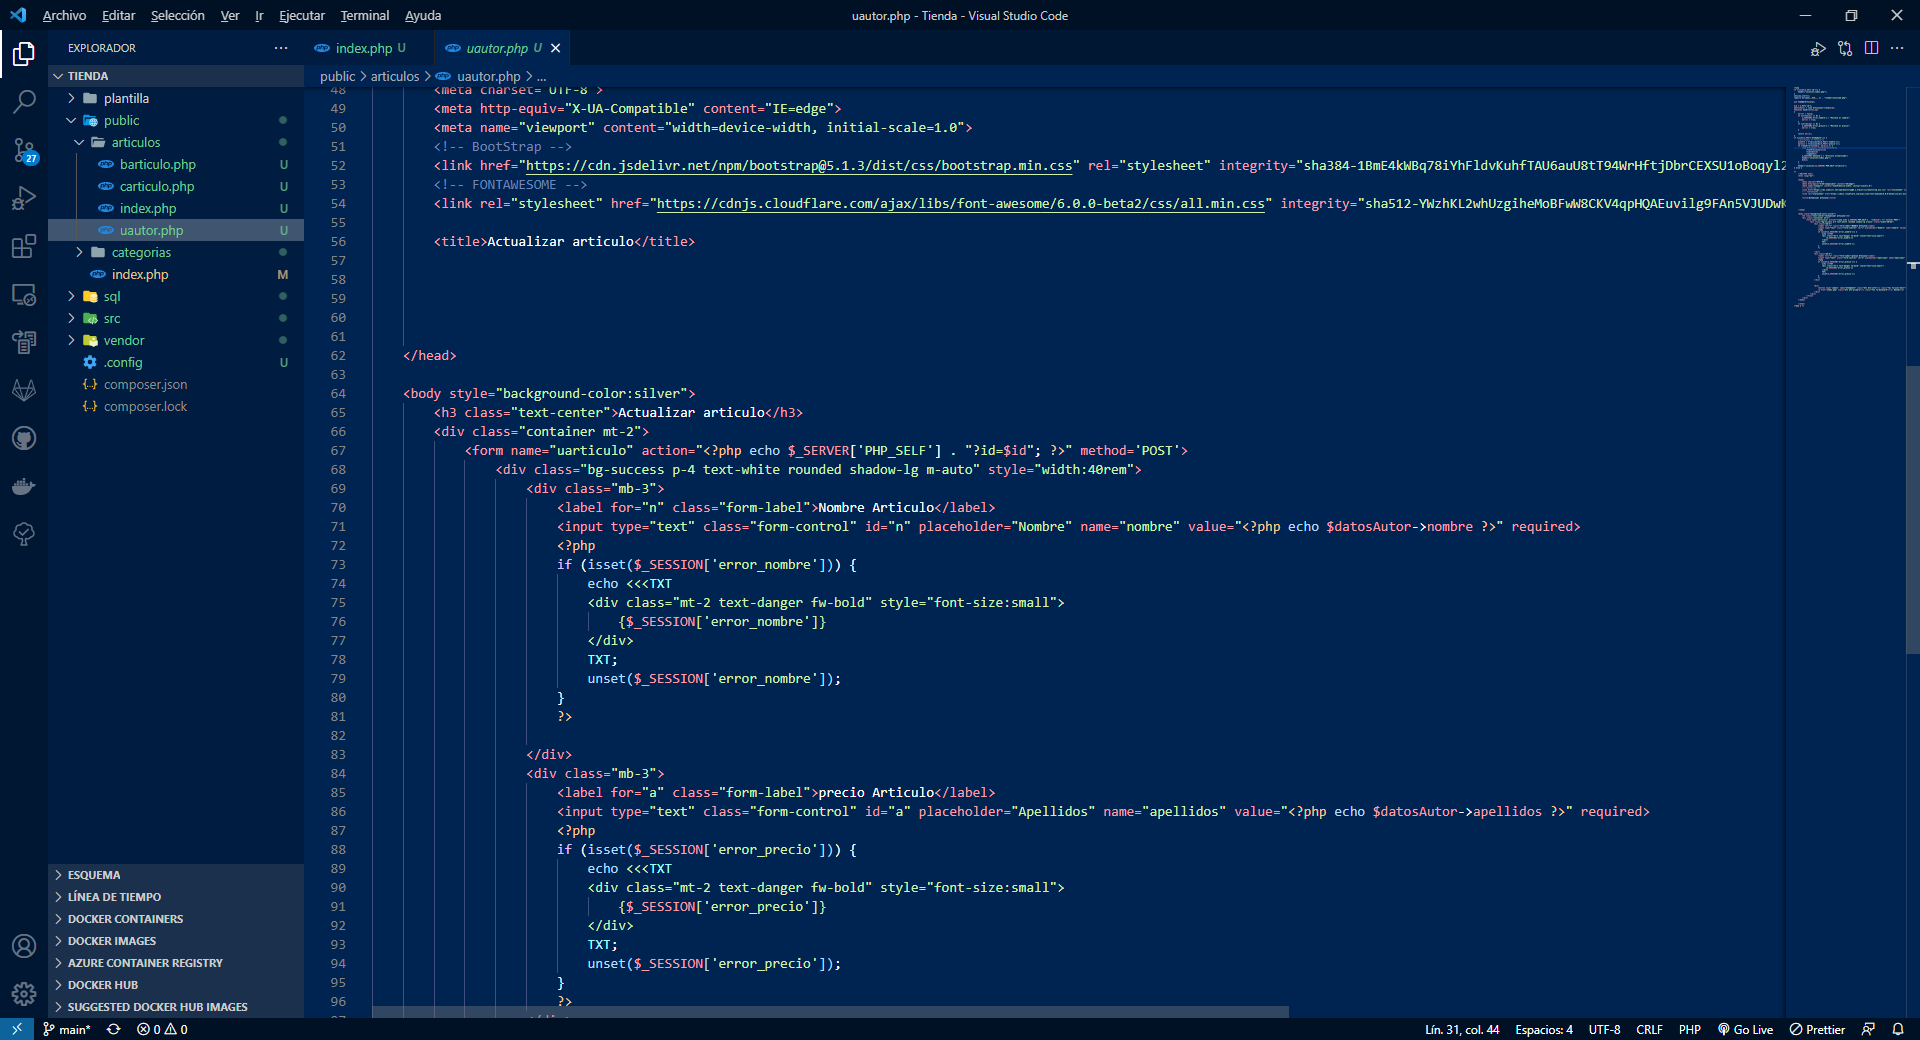 Archivo Editar Selección Ver Ir Ejecutar Terminal Ayuda
uautor.php - Tienda - Visual Studio Code
EXPLORADOR
TIENDA
plantilla
public
articulos
barticulo.php U
carticulo.php U
index.php U
uautor.php U
categorias
index.php M
sql
src
vendor
.config U
composer.json
composer.lock
27
ESQUEMA
LÍNEA DE TIEMPO
DOCKER CONTAINERS
DOCKER IMAGES
AZURE CONTAINER REGISTRY
DOCKER HUB
SUGGESTED DOCKER HUB IMAGES
index.php U uautor.php U
public > articulos > uautor.php > ...
48 <meta charset="UTF-8">
49 <meta http-equiv="X-UA-Compatible" content="IE=edge">
50 <meta name="viewport" content="width=device-width, initial-scale=1.0">
51 <!-- BootStrap -->
52 <link href="https://cdn.jsdelivr.net/npm/bootstrap@5.1.3/dist/css/bootstrap.min.css" rel="stylesheet" integrity="sha384-1BmE4kWBq78iYhFldvKuhfTAU6auU8tT94WrHftjDbrCEXSU1oBoqyl2
53 <!-- FONTAWESOME -->
54 <link rel="stylesheet" href="https://cdnjs.cloudflare.com/ajax/libs/font-awesome/6.0.0-beta2/css/all.min.css" integrity="sha512-YWzhKL2whUzgiheMoBFwW8CKV4qpHQAEuvilg9FAn5VJUDwK
55
56 <title>Actualizar articulo</title>
57
58
59
60
61
62 </head>
63
64 <body style="background-color:silver">
65 <h3 class="text-center">Actualizar articulo</h3>
66 <div class="container mt-2">
67 <form name="uarticulo" action="<?php echo $_SERVER['PHP_SELF'] . "?id=$id"; ?>" method='POST'>
68 <div class="bg-success p-4 text-white rounded shadow-lg m-auto" style="width:40rem">
69 <div class="mb-3">
70 <label for="n" class="form-label">Nombre Articulo</label>
71 <input type="text" class="form-control" id="n" placeholder="Nombre" name="nombre" value="<?php echo $datosAutor->nombre ?>" required>
72 <?php
73 if (isset($_SESSION['error_nombre'])) {
74 echo <<<TXT
75 <div class="mt-2 text-danger fw-bold" style="font-size:small">
76 {$_SESSION['error_nombre']}
77 </div>
78 TXT;
79 unset($_SESSION['error_nombre']);
80 }
81 ?>
82
83 </div>
84 <div class="mb-3">
85 <label for="a" class="form-label">precio Articulo</label>
86 <input type="text" class="form-control" id="a" placeholder="Apellidos" name="apellidos" value="<?php echo $datosAutor->apellidos ?>" required>
87 <?php
88 if (isset($_SESSION['error_precio'])) {
89 echo <<<TXT
90 <div class="mt-2 text-danger fw-bold" style="font-size:small">
91 {$_SESSION['error_precio']}
92 </div>
93 TXT;
94 unset($_SESSION['error_precio']);
95 }
96 ?>
97 </div>
main* 0 0
Lín. 31, col. 44 Espacios: 4 UTF-8 CRLF PHP Go Live Prettier